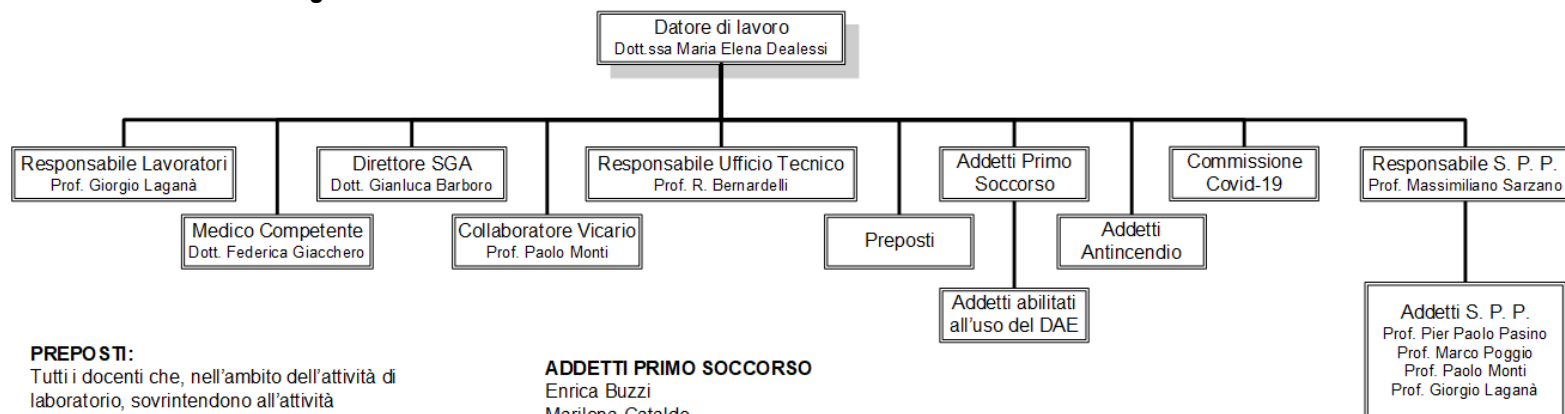 Datore di lavoro
Dott.ssa Maria Elena Dealessi
Responsabile Lavoratori
Prof. Giorgio Laganà
Direttore SGA
Dott. Gianluca Barboro
Responsabile Ufficio Tecnico
Prof. R. Bernardelli
Addetti Primo
Soccorso
Commissione
Covid-19
Responsabile S. P. P.
Prof. Massimiliano Sarzano
Medico Competente
Dott. Federica Giacchero
Collaboratore Vicario
Prof. Paolo Monti
Preposti
Addetti
Antincendio
Addetti abilitati
all'uso del DAE
Addetti S. P. P.
Prof. Pier Paolo Pasino
Prof. Marco Poggio
Prof. Paolo Monti
Prof. Giorgio Laganà
PREPOSTI:
Tutti i docenti che, nell'ambito dell'attività di
laboratorio, sovrintendono all'attività
ADDETTI PRIMO SOCCORSO
Enrica Buzzi